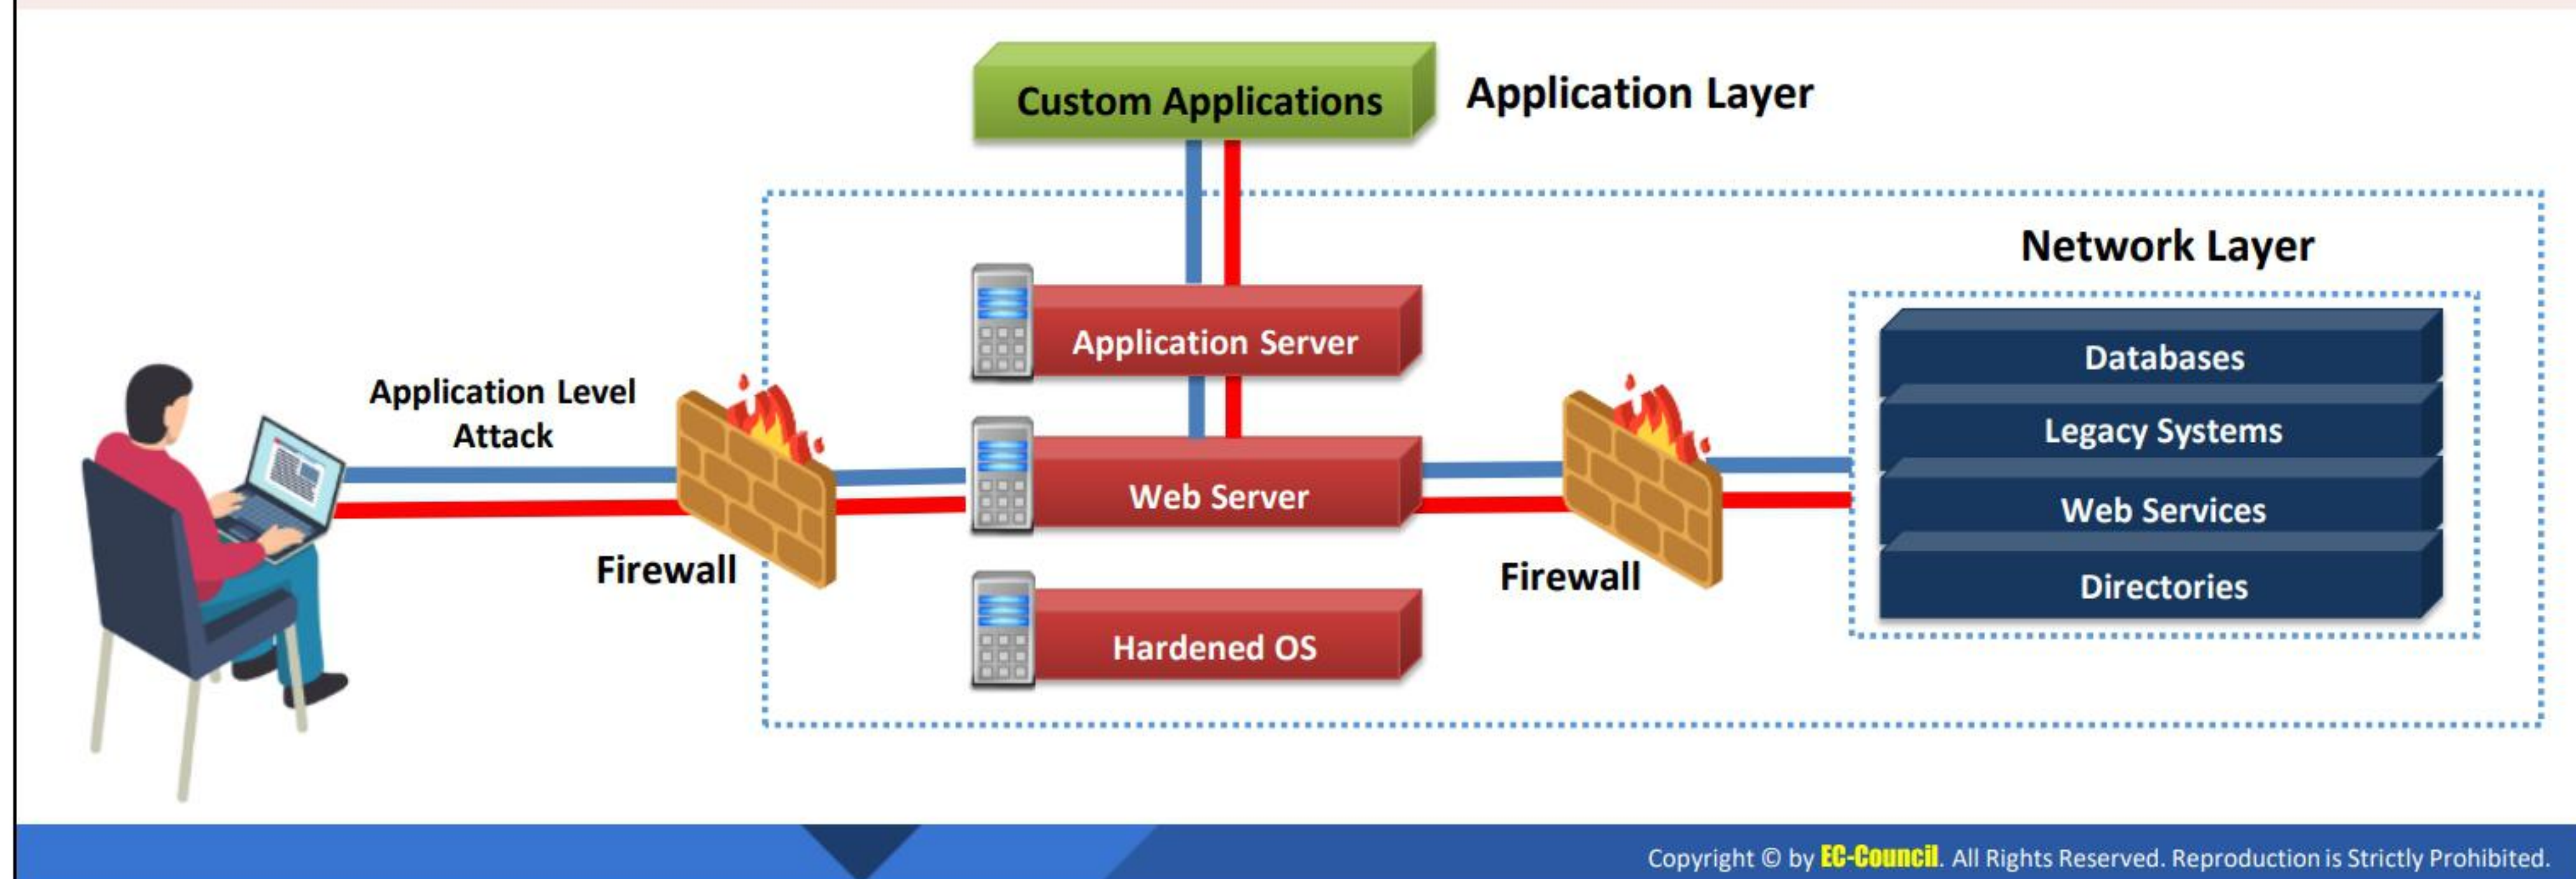 Custom Applications
Application Layer
Network Layer
Application Server
Databases
Application Level
Attack
Legacy Systems
Web Server
Web Services
Firewall
Firewall
Directories
Hardened OS
Copyright © by EC-Council. All Rights Reserved. Reproduction is Strictly Prohibited.